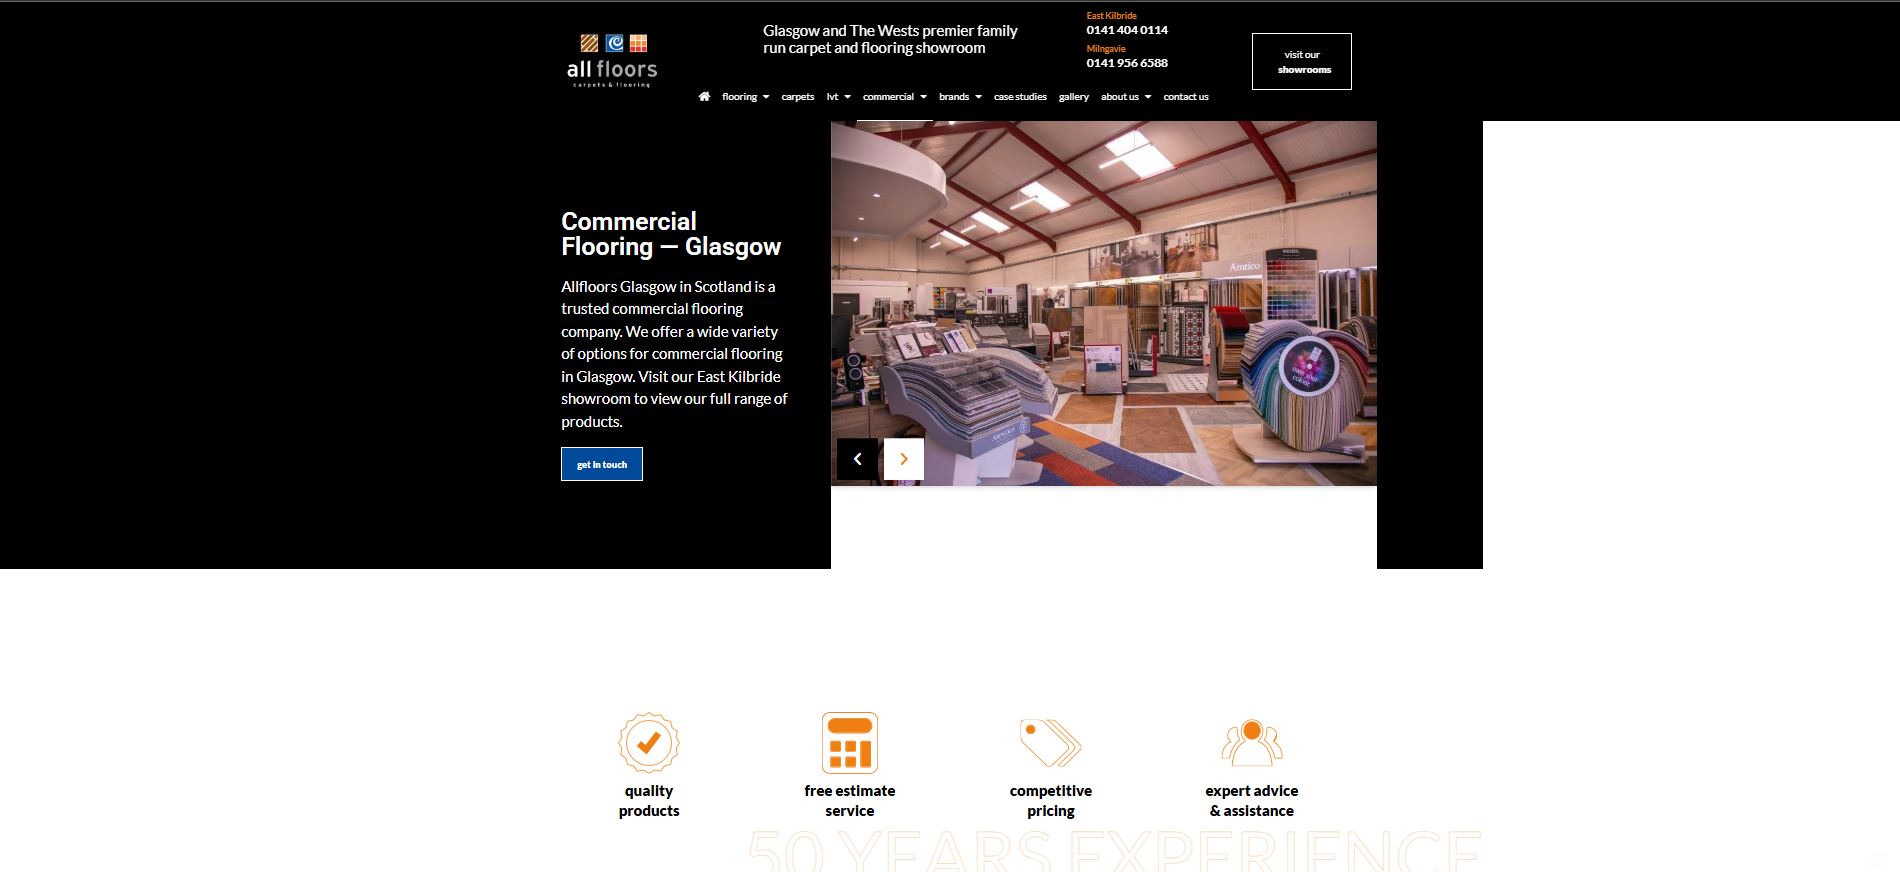 all floors
carpets & flooring
Glasgow and The Wests premier family
run carpet and flooring showroom
East Kilbride
0141 404 0114
Milngavie
0141 956 6588
visit our
showrooms
flooring
carpets
lvt
commercial
brands
case studies
gallery
about us
contact us
Commercial
Flooring — Glasgow
Allfloors Glasgow in Scotland is a
trusted commercial flooring
company. We offer a wide variety
of options for commercial flooring
in Glasgow. Visit our East Kilbride
showroom to view our full range of
products.
get in touch
Amtico
own your
colour
quality
products
free estimate
service
competitive
pricing
expert advice
& assistance
50 YEARS EXPERIENCE